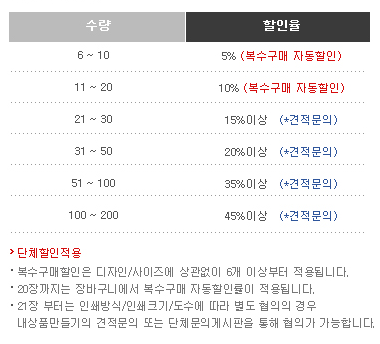 수량 할인율
6 ~ 10 5% (복수구매 자동할인)
11 ~ 20 10% (복수구매 자동할인)
21 ~ 30 15%이상 (*견적문의)
31 ~ 50 20%이상 (*견적문의)
51 ~ 100 35%이상 (*견적문의)
100 ~ 200 45%이상 (*견적문의)
> 단체할인적용
· 복수구매할인은 디자인/사이즈에 상관없이 6개 이상부터 적용됩니다.
· 20장까지는 장바구니에서 복수구매 자동할인률이 적용됩니다.
· 21장 부터는 인쇄방식/인쇄크기/도수에 따라 별도 협의의 경우
내상품만들기의 견적문의 또는 단체문의게시판을 통해 협의가 가능합니다.